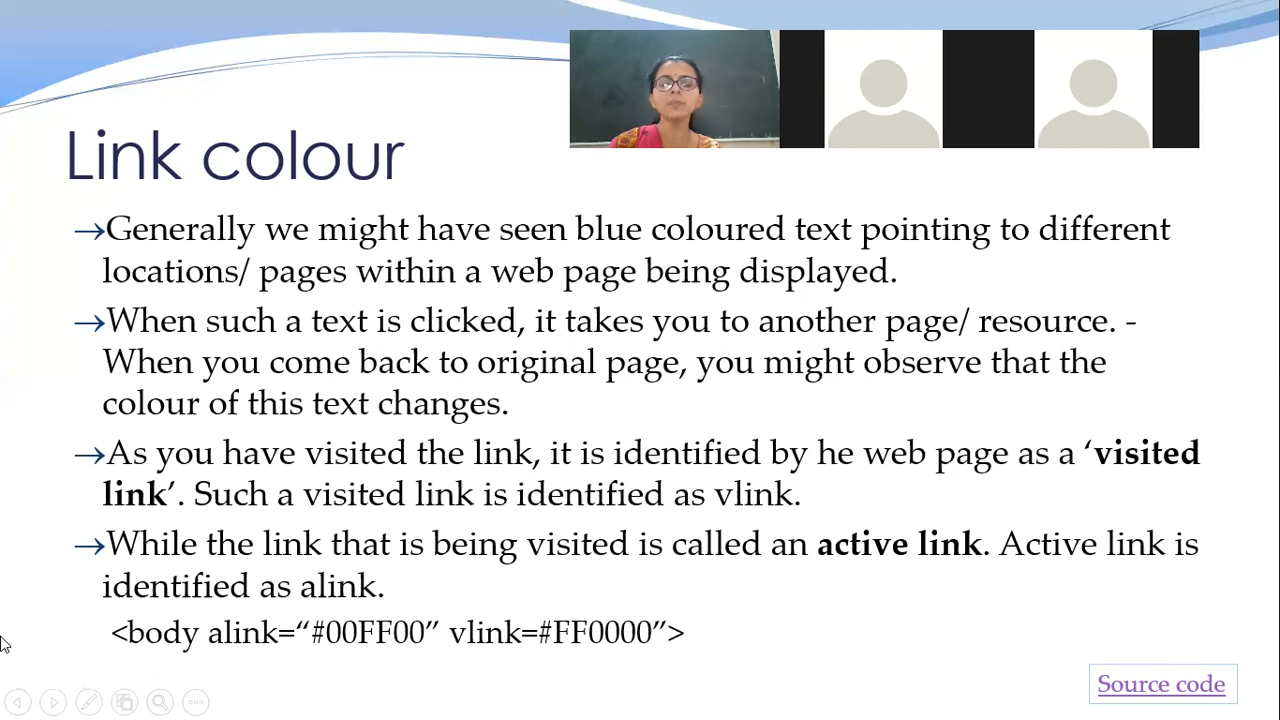 Link colour
→Generally we might have seen blue coloured text pointing to different
locations/ pages within a web page being displayed.
→When such a text is clicked, it takes you to another page/ resource. -
When you come back to original page, you might observe that the
colour of this text changes.
→As you have visited the link, it is identified by he web page as a ‘visited
link’. Such a visited link is identified as vlink.
→While the link that is being visited is called an active link. Active link is
identified as alink.
<body alink=“#00FF00” vlink=#FF0000”>
Source code